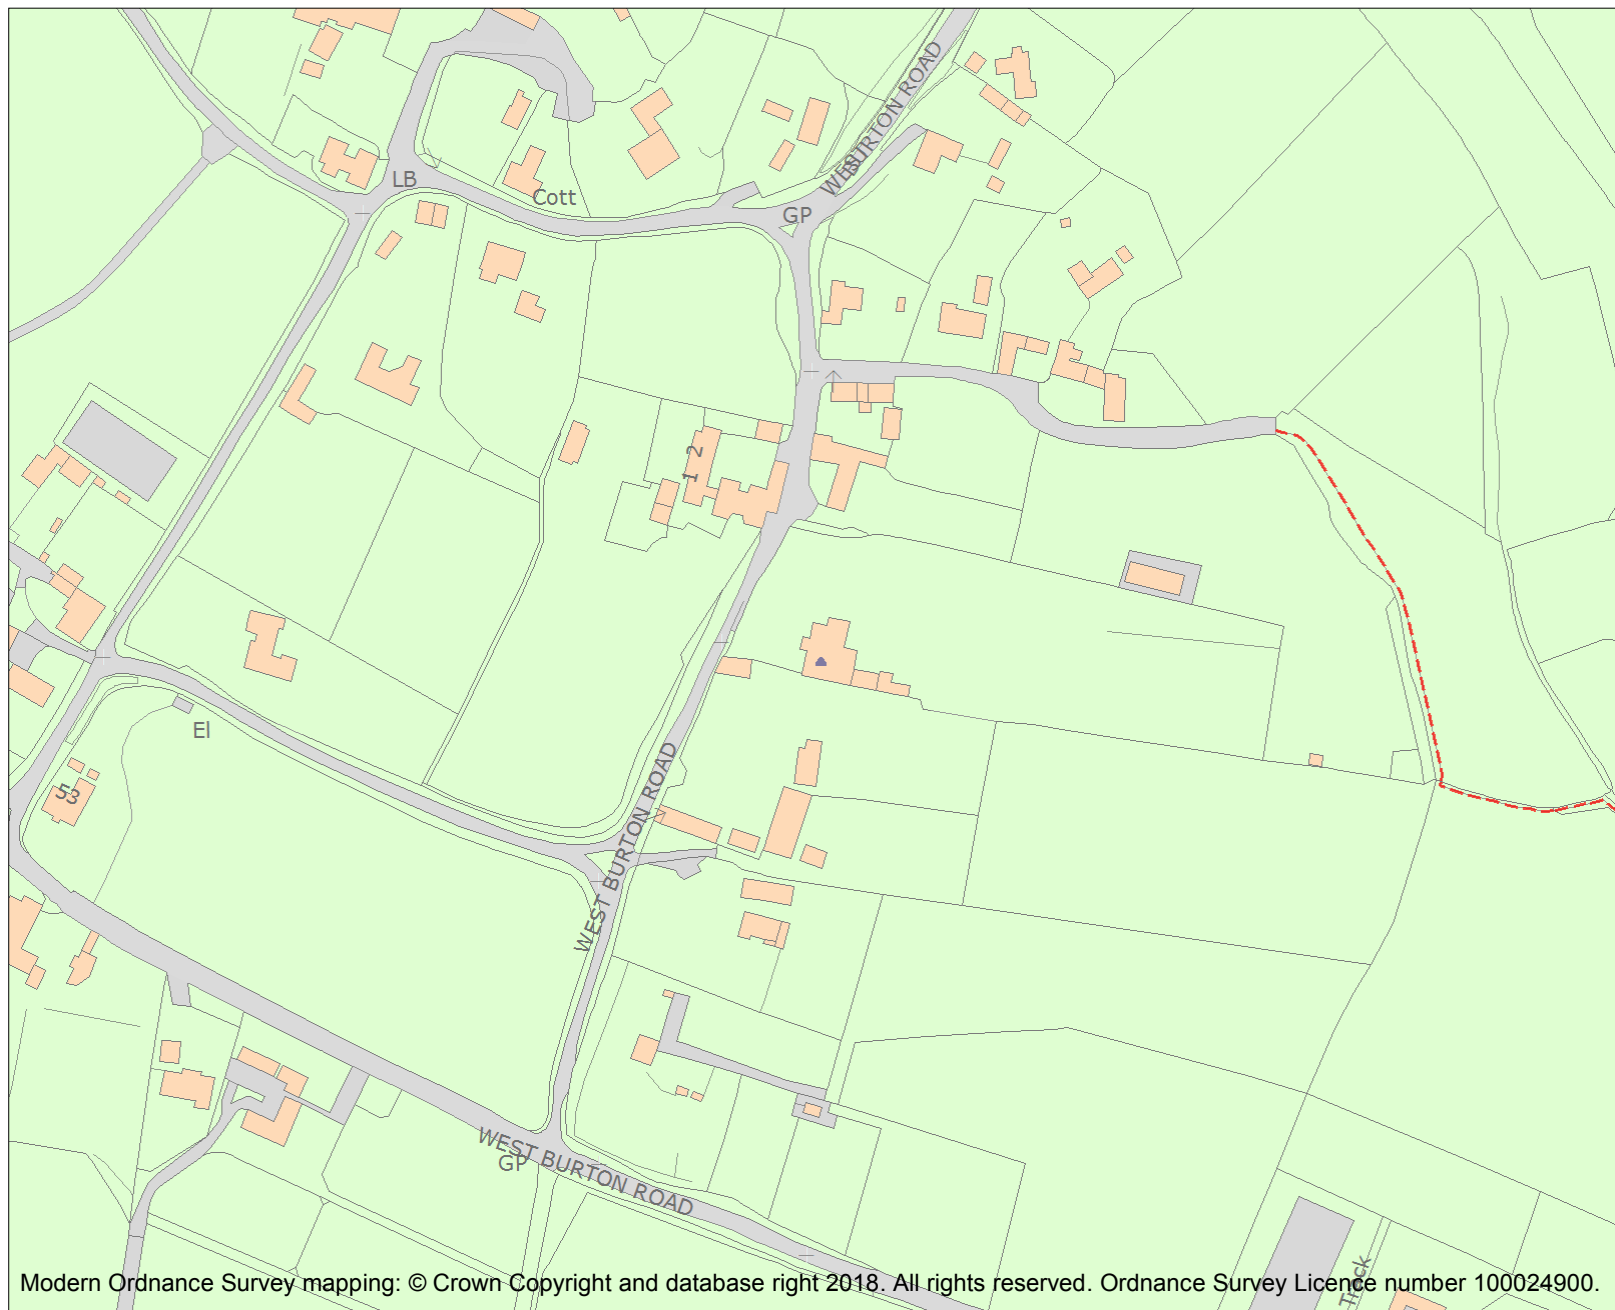 WEST BURTON ROAD
LB
Cott
GP
1 2
El
53
WEST BURTON ROAD
WEST BURTON ROAD
GP
Track
Modern Ordnance Survey mapping: © Crown Copyright and database right 2018. All rights reserved. Ordnance Survey Licence number 100024900.